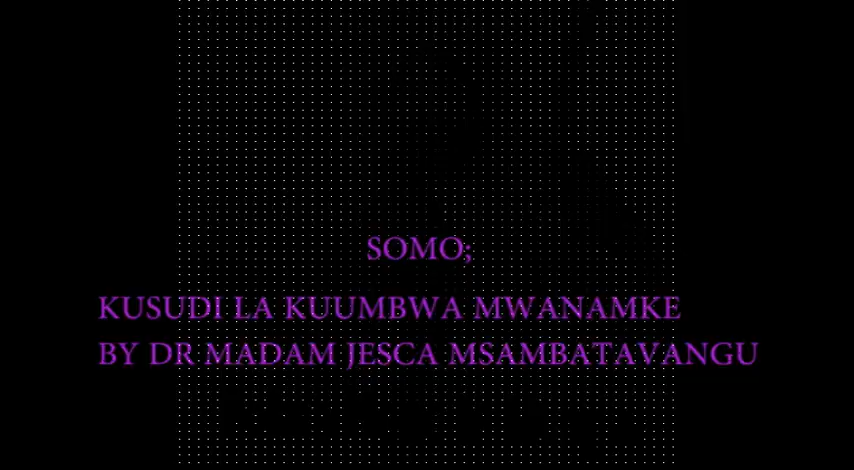 SOMO;
KUSUDI LA KUUMBWA MWANAMKE
BY DR MADAM JESCA MSAMBATAVANGU